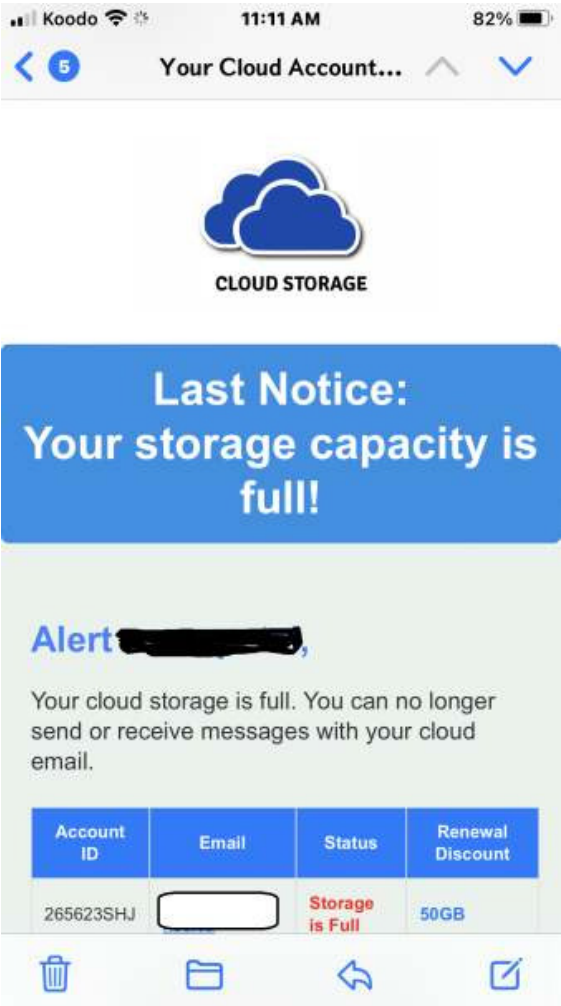 Koodo 11:11 AM 82%
5 Your Cloud Account...
CLOUD STORAGE
Last Notice:
Your storage capacity is
full!
Alert ,
Your cloud storage is full. You can no longer
send or receive messages with your cloud
email.
Account ID Email Status Renewal Discount
265623SHJ Storage is Full 50GB